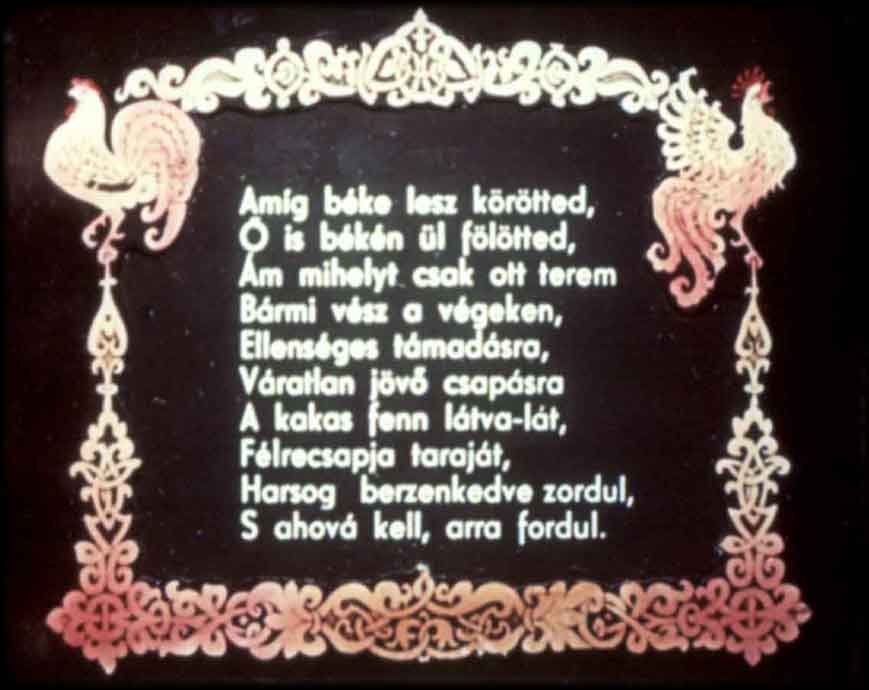 Amíg béke lesz körötted,
Ő is békén ül fölötted,
Ám mihelyt csak ott terem
Bármi vész a végeken,
Ellenséges támadásra,
Váratlan jövő csapásra
A kakas fenn látva-lát,
Félrecsapja taraját,
Harsog berzenkedve zordul,
S ahová kell, arra fordul.